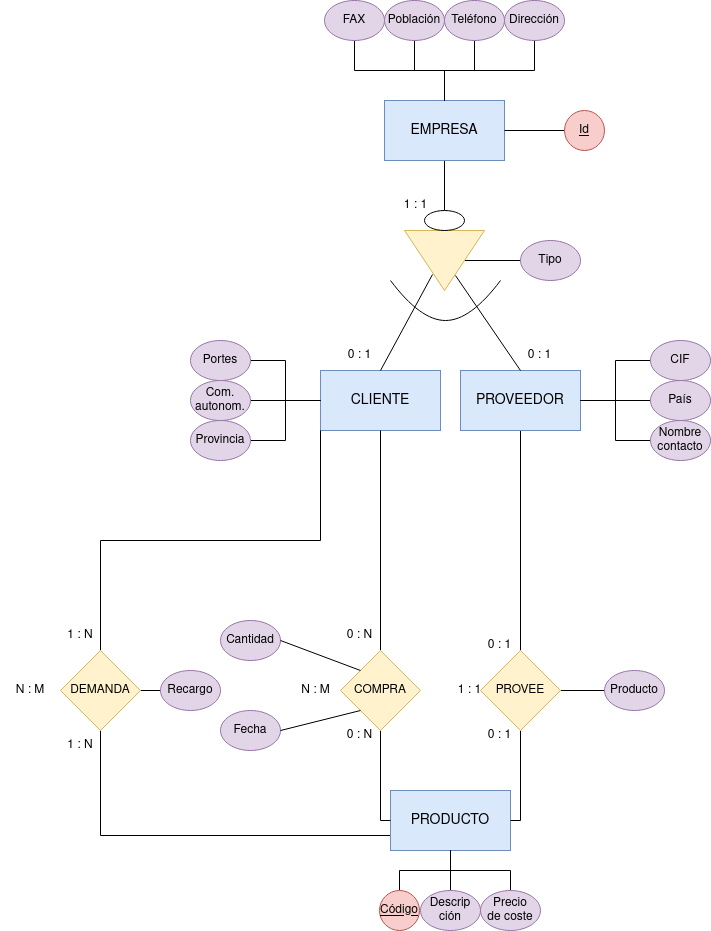 FAX
Población
Teléfono
Dirección
EMPRESA
Id
1 : 1
Tipo
0 : 1
0 : 1
Portes
Com.
autonom.
Provincia
CLIENTE
PROVEEDOR
CIF
País
Nombre
contacto
1 : N
Cantidad
0 : N
0 : 1
N : M
DEMANDA
Recargo
N : M
COMPRA
1 : 1
PROVEE
Producto
Fecha
1 : N
0 : N
0 : 1
PRODUCTO
Código
Descrip
ción
Precio
de coste